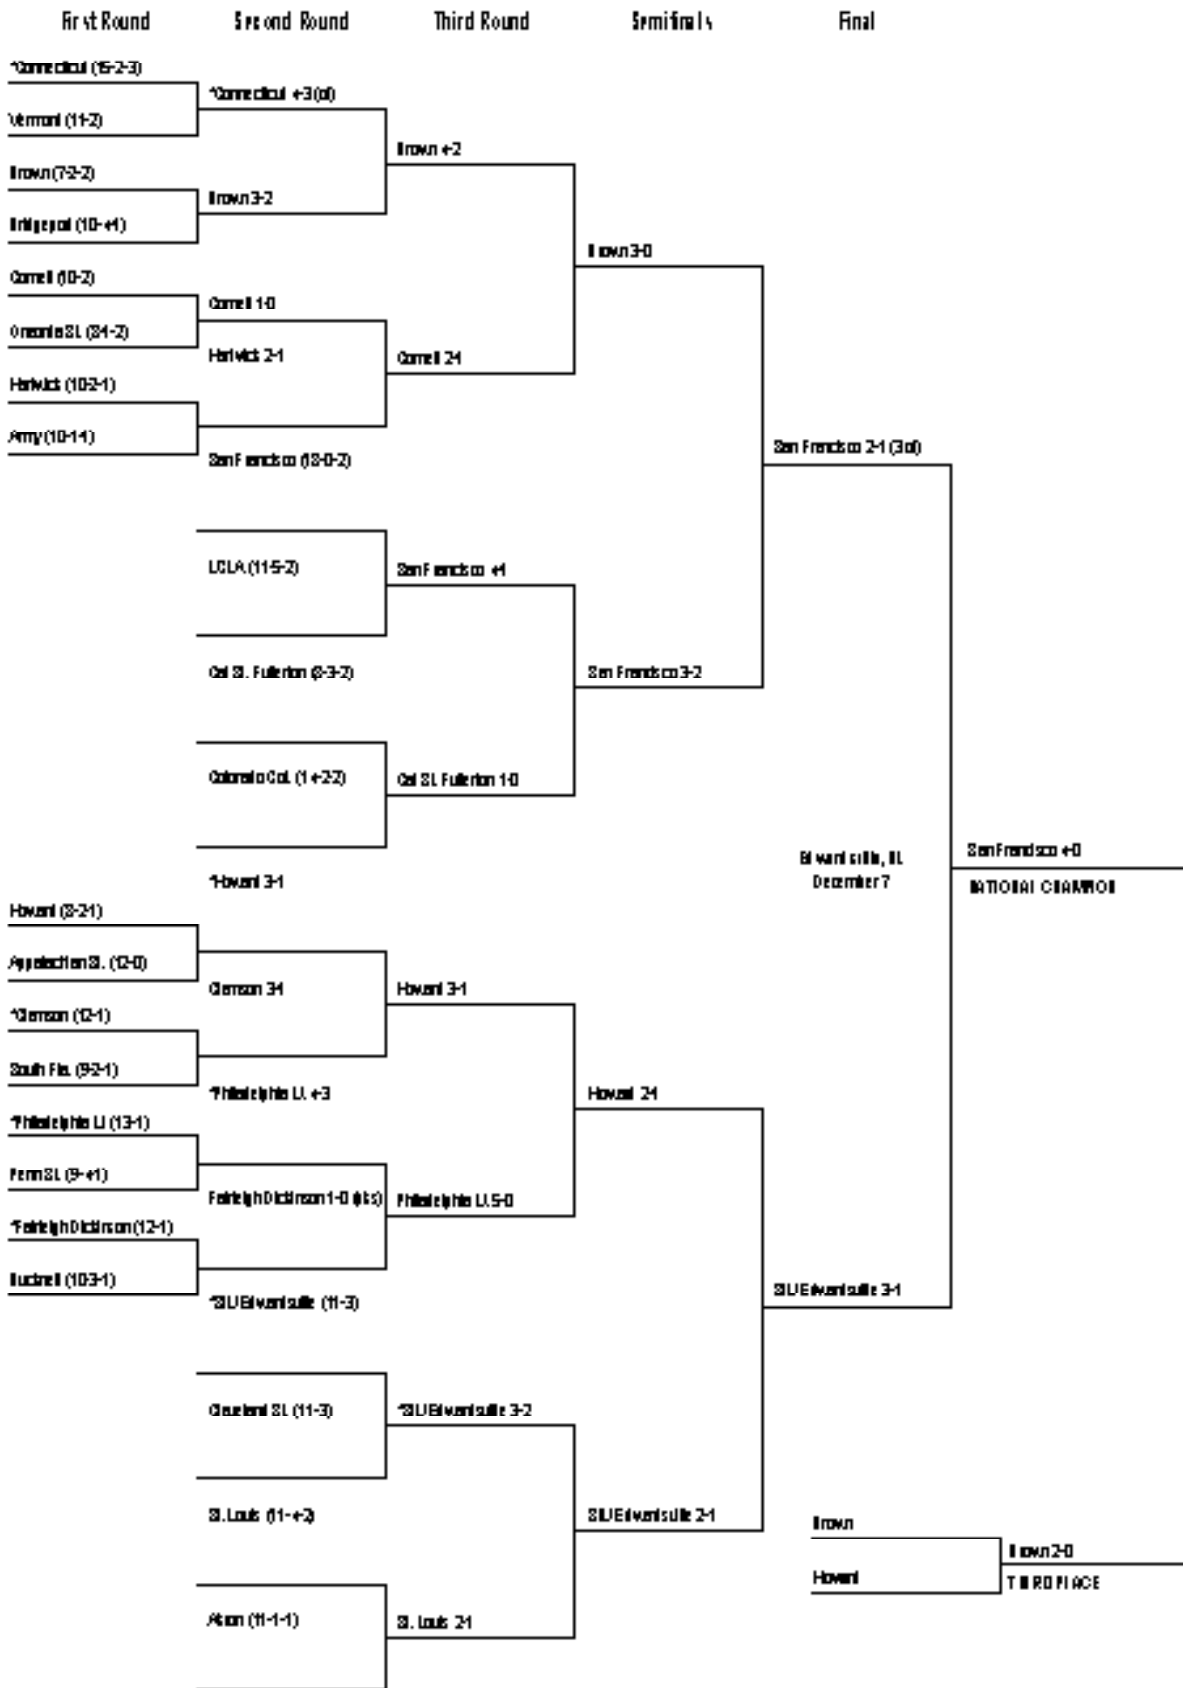 First Round
Second Round
Third Round
Semifinals
Final
*Connecticut (15-2-3)
Vermont (11-2)
Brown (7-2-2)
Bridgeport (10-4-1)
Cornell (10-2)
Oneonta St.
Hartwick (10-2-1)
Army (10-1-1)
Howard (8-2-1)
Appalachian St. (12-0)
*Clemson (12-1)
South Fla. (9-2-1)
*Philadelphia U. (13-1)
Penn St. (9-4-1)
*Fairleigh Dickinson (12-1)
Bucknell (10-3-1)
*Connecticut 4-3 (ot)
Brown 3-2
Cornell 1-0
Hartwick 2-1
San Francisco (18-0-2)
UCLA (11-5-2)
Cal St. Fullerton (8-3-2)
Colorado Col. (14-2-2)
*Howard 3-1
Clemson 3-1
*Philadelphia U. 4-3
Fairleigh Dickinson 1-0 (pks)
*SIU Edwardsville (11-3)
Cleveland St. (11-3)
St. Louis (11-4-2)
Akron (11-1-1)
Brown 4-2
Cornell 2-1
San Francisco 4-1
Cal St. Fullerton 1-0
Howard 3-1
Philadelphia U. 5-0
*SIU Edwardsville 3-2
St. Louis 2-1
Brown 3-0
San Francisco 3-2
Howard 2-1
SIU Edwardsville 2-1
San Francisco 2-1 (3ot)
SIU Edwardsville 3-1
Edwardsville, IL
December 7
San Francisco 4-0
NATIONAL CHAMPION
Brown
Howard
Brown 2-0
THIRD PLACE